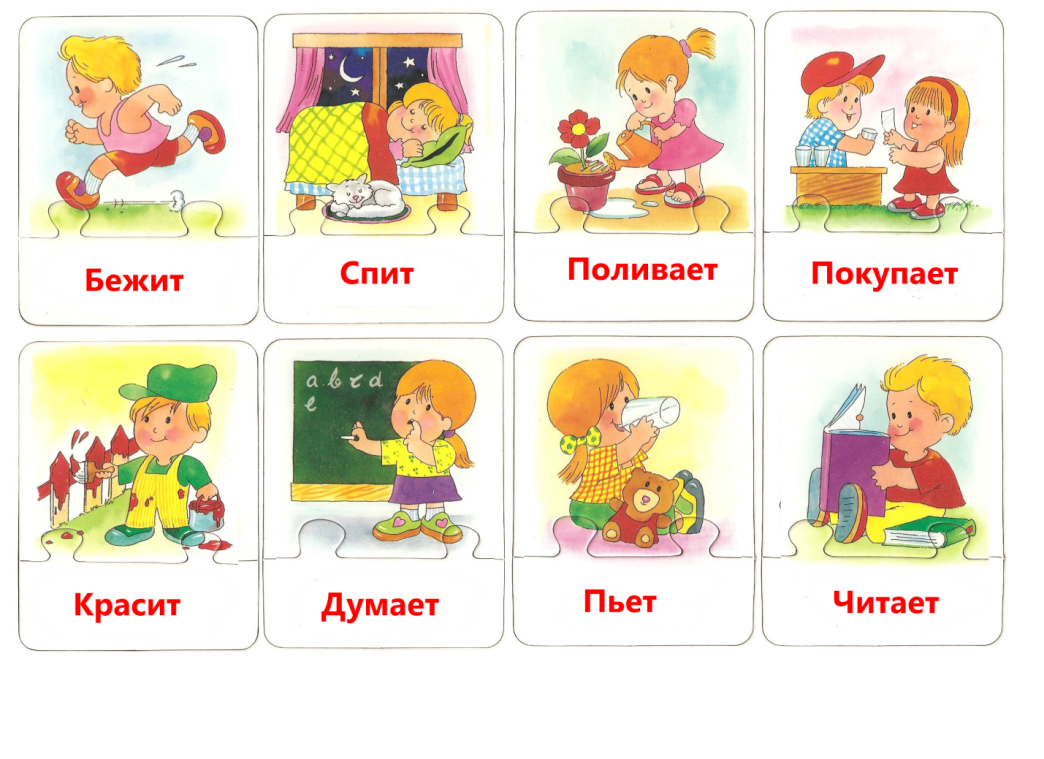 Бежит
Спит
Поливает
Покупает
a b c d
e
Красит
Думает
Пьет
Читает